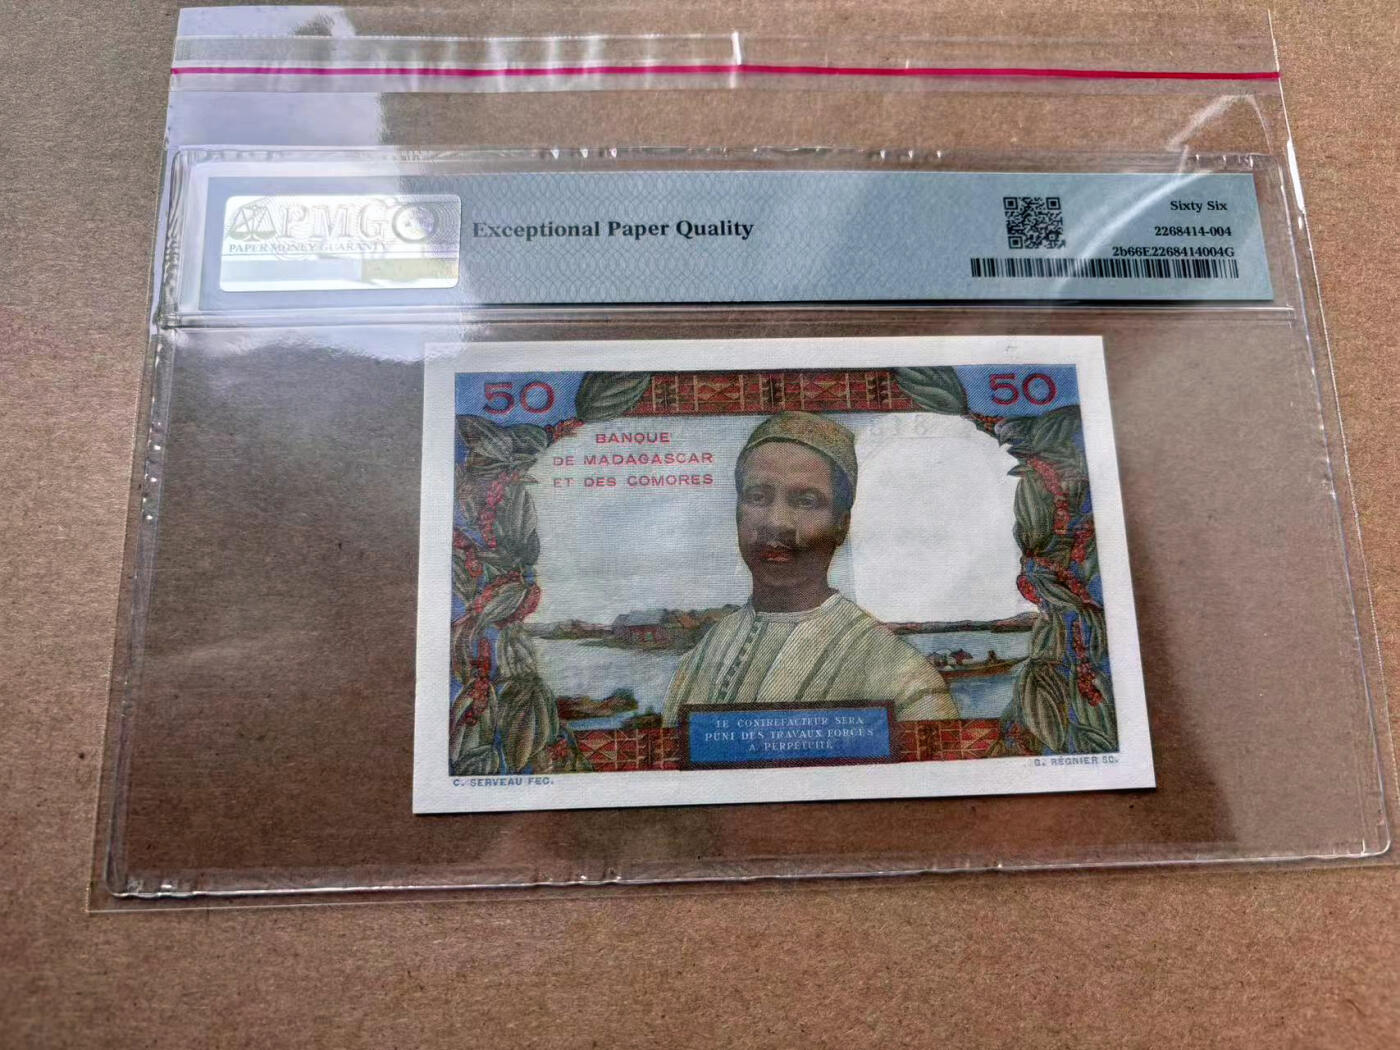 PMG
PAPER MONEY GUARANTY
Exceptional Paper Quality
Sixty Six
2268414-004
2b66E2268414004G
50
50
BANQUE
DE MADAGASCAR
ET DES COMORES
LE CONTREFACTEUR SERA
PUNI DES TRAVAUX FORCÉS
A PERPÉTUITÉ
C. SERVEAU FEC.
G. REGNIER SC.